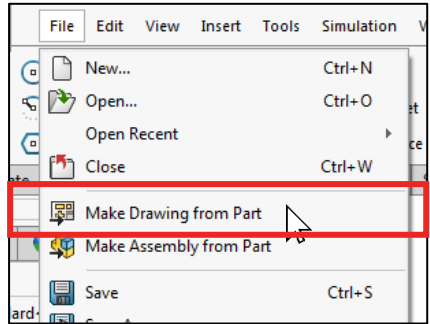 File Edit View Insert Tools Simulation
New... Ctrl+N
Open... Ctrl+O
Open Recent
Close Ctrl+W
Make Drawing from Part
Make Assembly from Part
Save Ctrl+S